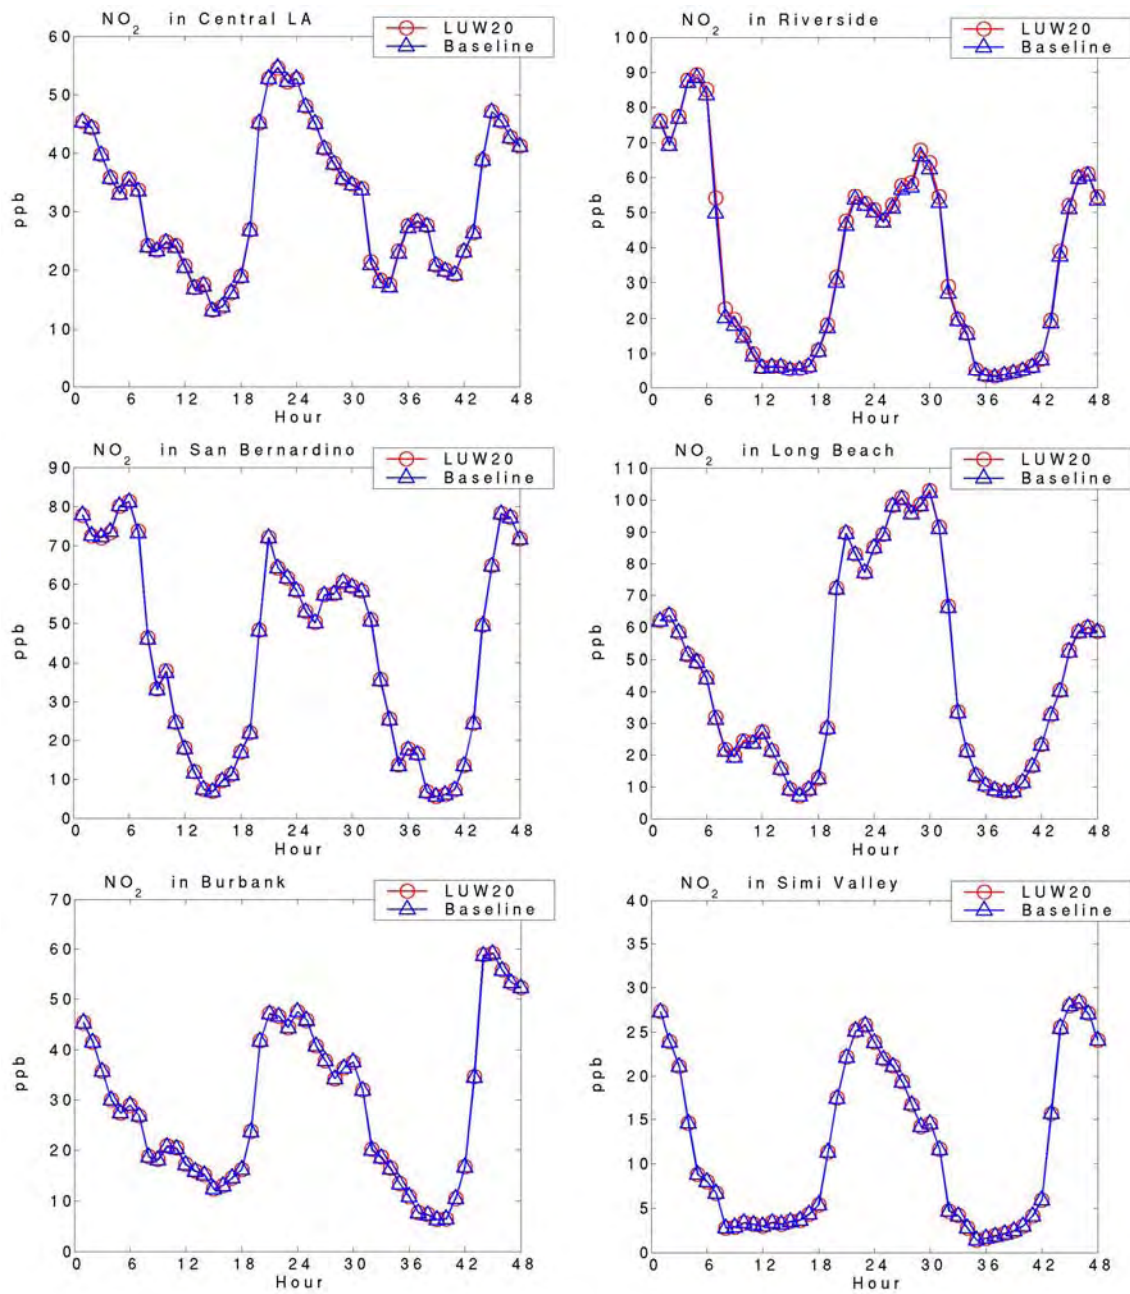 NO2 in Central LA
LUW20
Baseline
60
50
40
30
20
10
0
ppb
0 6 12 18 24 30 36 42 48
Hour
NO2 in Riverside
LUW20
Baseline
100
90
80
70
60
50
40
30
20
10
0
ppb
0 6 12 18 24 30 36 42 48
Hour
NO2 in San Bernardino
LUW20
Baseline
90
80
70
60
50
40
30
20
10
0
ppb
0 6 12 18 24 30 36 42 48
Hour
NO2 in Long Beach
LUW20
Baseline
110
100
90
80
70
60
50
40
30
20
10
0
ppb
0 6 12 18 24 30 36 42 48
Hour
NO2 in Burbank
LUW20
Baseline
70
60
50
40
30
20
10
0
ppb
0 6 12 18 24 30 36 42 48
Hour
NO2 in Simi Valley
LUW20
Baseline
40
35
30
25
20
15
10
5
0
ppb
0 6 12 18 24 30 36 42 48
Hour